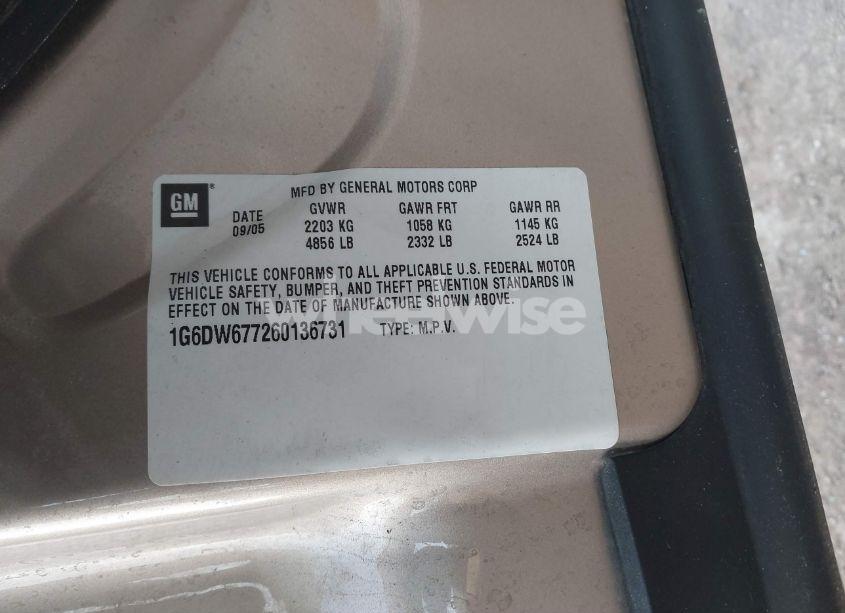 GM®
MFD BY GENERAL MOTORS CORP
DATE GVWR GAWR FRT GAWR RR
09/05 2203 KG 1058 KG 1145 KG
4856 LB 2332 LB 2524 LB
THIS VEHICLE CONFORMS TO ALL APPLICABLE U.S. FEDERAL MOTOR
VEHICLE SAFETY, BUMPER, AND THEFT PREVENTION STANDARDS IN
EFFECT ON THE DATE OF MANUFACTURE SHOWN ABOVE.
wheelwise
1G6DW677260136731 TYPE: M.P.V.